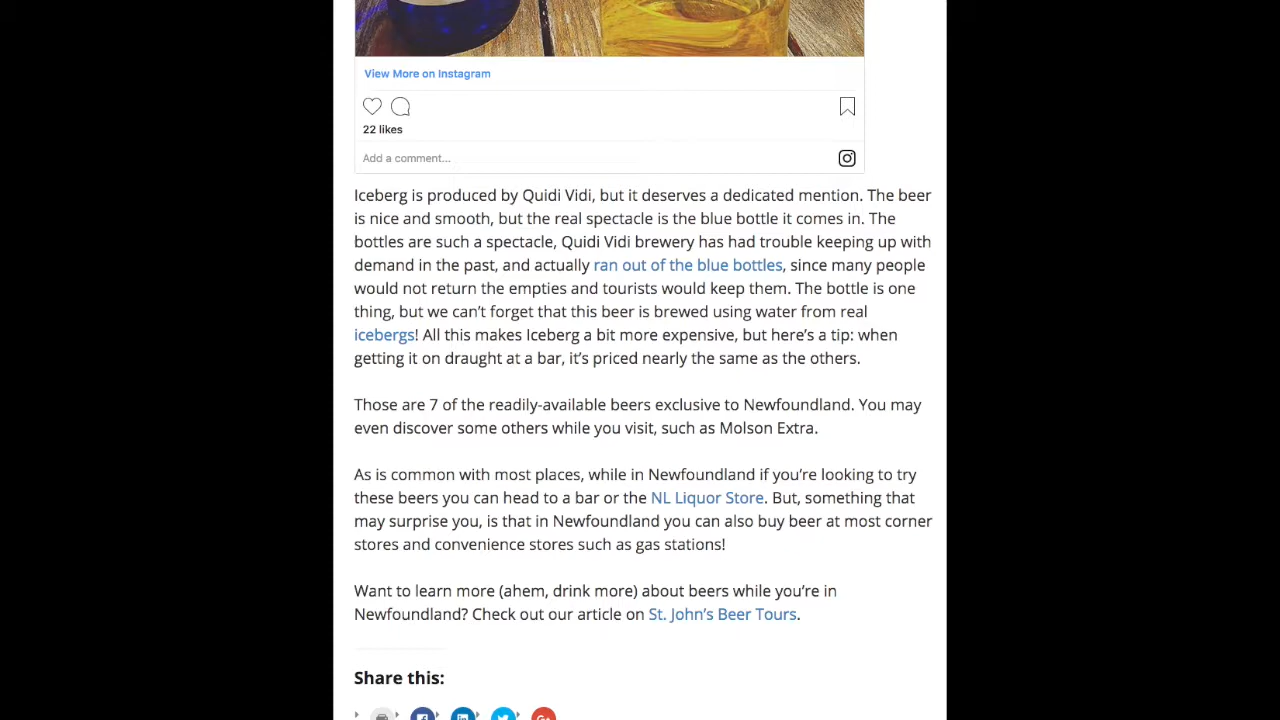 View More on Instagram
22 likes
Add a comment...
Iceberg is produced by Quidi Vidi, but it deserves a dedicated mention. The beer
is nice and smooth, but the real spectacle is the blue bottle it comes in. The
bottles are such a spectacle, Quidi Vidi brewery has had trouble keeping up with
demand in the past, and actually ran out of the blue bottles, since many people
would not return the empties and tourists would keep them. The bottle is one
thing, but we can’t forget that this beer is brewed using water from real
icebergs! All this makes Iceberg a bit more expensive, but here’s a tip: when
getting it on draught at a bar, it’s priced nearly the same as the others.
Those are 7 of the readily-available beers exclusive to Newfoundland. You may
even discover some others while you visit, such as Molson Extra.
As is common with most places, while in Newfoundland if you’re looking to try
these beers you can head to a bar or the NL Liquor Store. But, something that
may surprise you, is that in Newfoundland you can also buy beer at most corner
stores and convenience stores such as gas stations!
Want to learn more (ahem, drink more) about beers while you’re in
Newfoundland? Check out our article on St. John’s Beer Tours.
Share this: